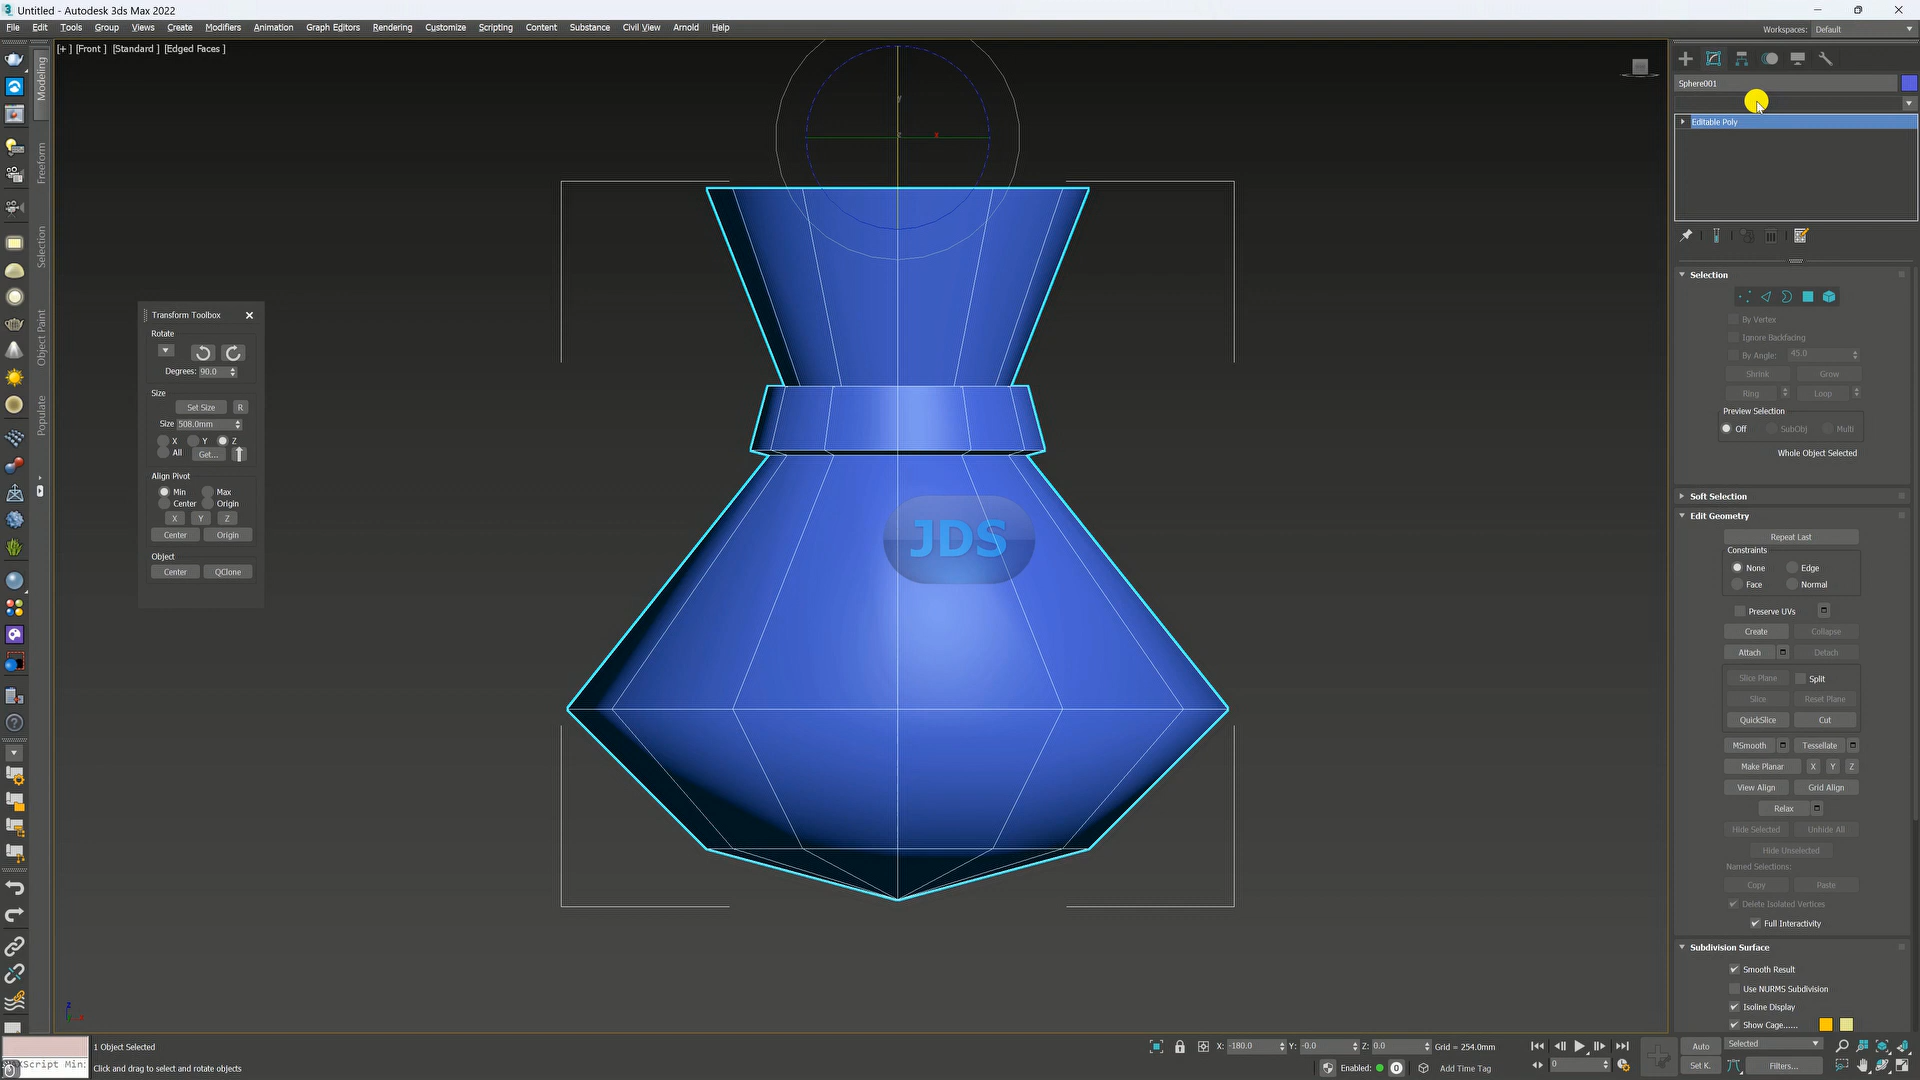 Untitled - Autodesk 3ds Max 2022
File Edit Tools Group Views Create Modifiers Animation Graph Editors Rendering Customize Scripting Content Substance Civil View Arnold Help
Workspaces: Default
[+] [Front] [Standard] [Edged Faces]
Modeling
Freeform
Selection
Object Paint
Populate
Transform Toolbox
Rotate
Degrees: 90.0
Size
Set Size R
Size 508.0mm
X Y Z
All Get...
Align Pivot
Min Max
Center Origin
X Y Z
Center Origin
Object
Center QClone
y
x
JDS
Sphere001
Editable Poly
Selection
By Vertex
Ignore Backfacing
By Angle: 45.0
Shrink Grow
Ring Loop
Preview Selection
Off SubObj Multi
Whole Object Selected
Soft Selection
Edit Geometry
Repeat Last
Constraints
None Edge
Face Normal
Preserve UVs
Create Collapse
Attach Detach
Slice Plane Split
Slice Reset Plane
QuickSlice Cut
MSmooth Tessellate
Make Planar X Y Z
View Align Grid Align
Relax
Hide Selected Unhide All
Hide Unselected
Named Selections:
Copy Paste
Delete Isolated Vertices
Full Interactivity
Subdivision Surface
Smooth Result
Use NURMS Subdivision
Isoline Display
Show Cage......
1 Object Selected
Click and drag to select and rotate objects
X: -180.0 Y: -0.0 Z: 0.0 Grid = 254.0mm
Enabled: 0 Add Time Tag
0
Auto Selected
Set K. Filters...